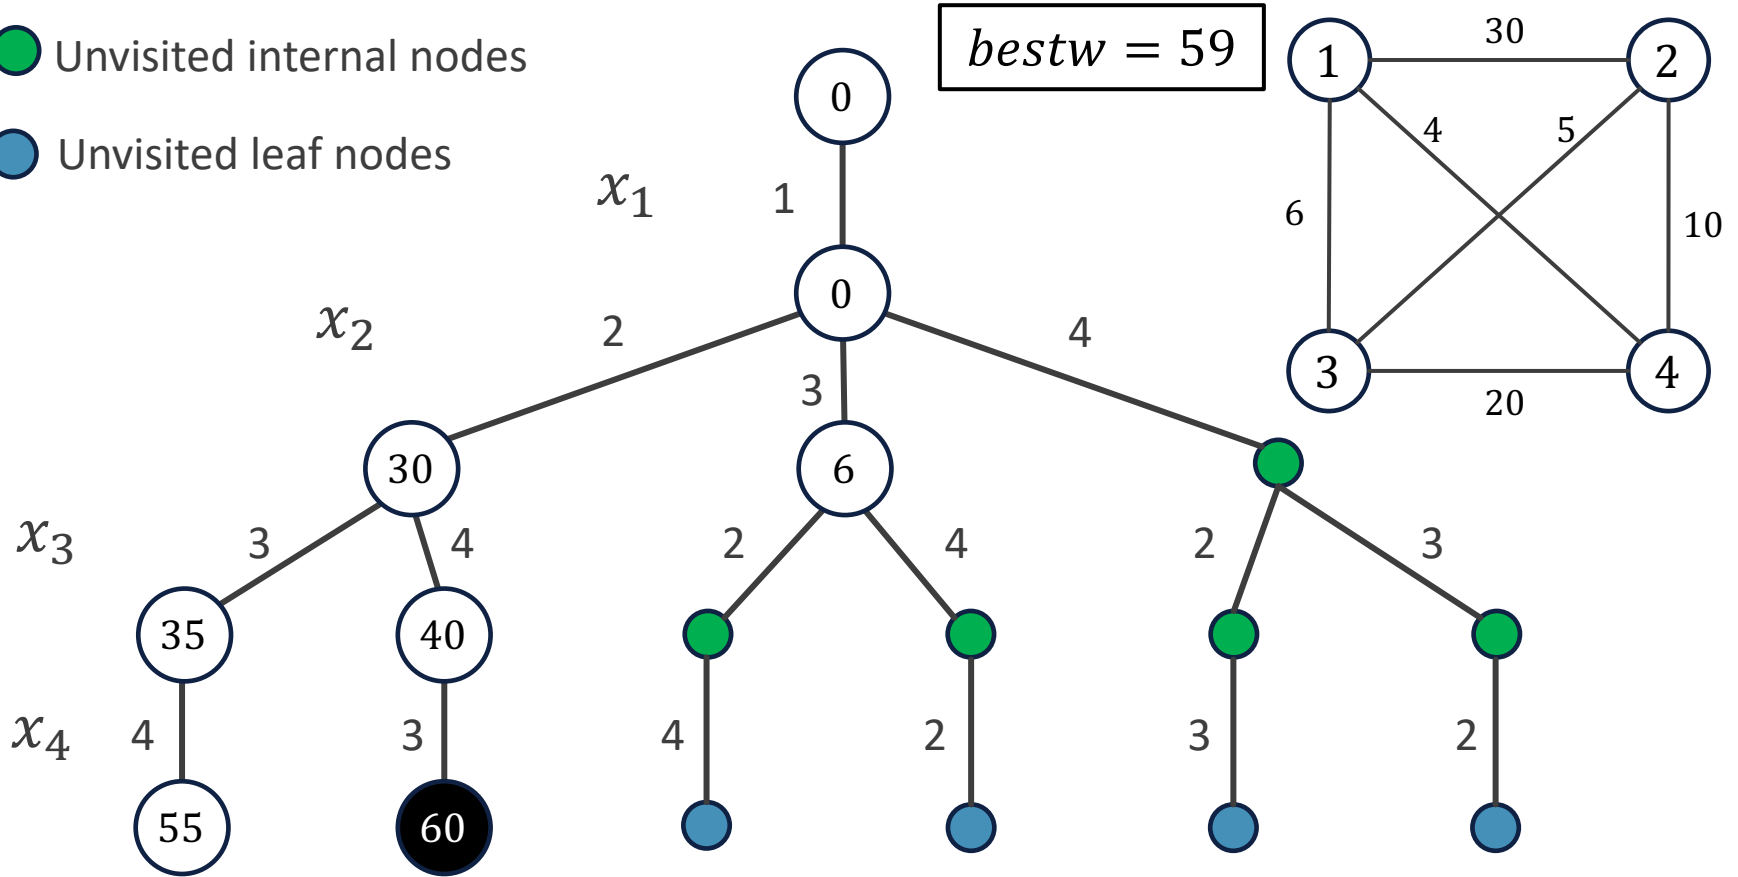 Unvisited internal nodes
Unvisited leaf nodes
bestw = 59
1 30 2
4 5
6 10
3 20 4
0
x₁ 1
0
x₂ 2 3 4
30 6
x₃ 3 4 2 4 2 3
35 40
x₄ 4 3 4 2 3 2
55 60